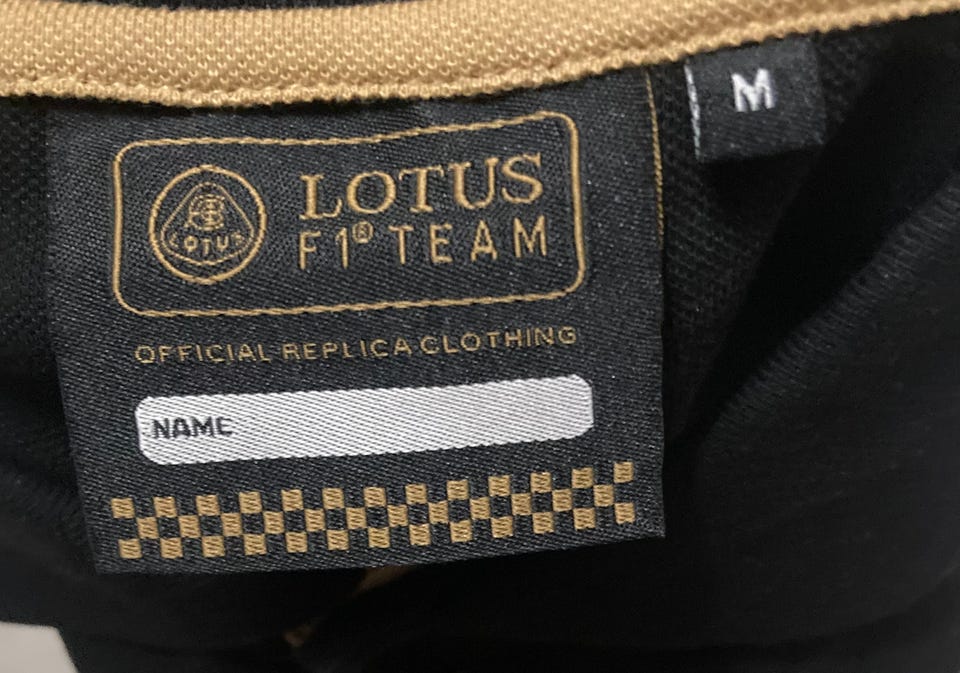 LOTUS
LOTUS
F1® TEAM
OFFICIAL REPLICA CLOTHING
NAME
M